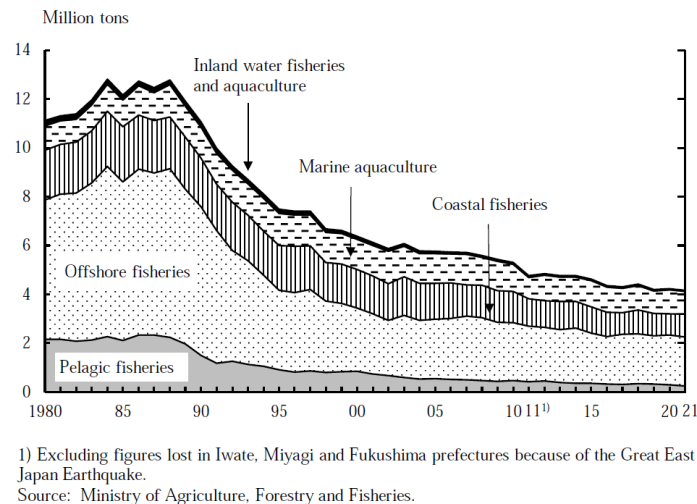 Million tons
14
12
10
8
6
4
2
0
Inland water fisheries
and aquaculture
Marine aquaculture
Coastal fisheries
Offshore fisheries
Pelagic fisheries
1980 85 90 95 00 05 10 11¹⁾ 15 20 21
1) Excluding figures lost in Iwate, Miyagi and Fukushima prefectures because of the Great East
Japan Earthquake.
Source: Ministry of Agriculture, Forestry and Fisheries.